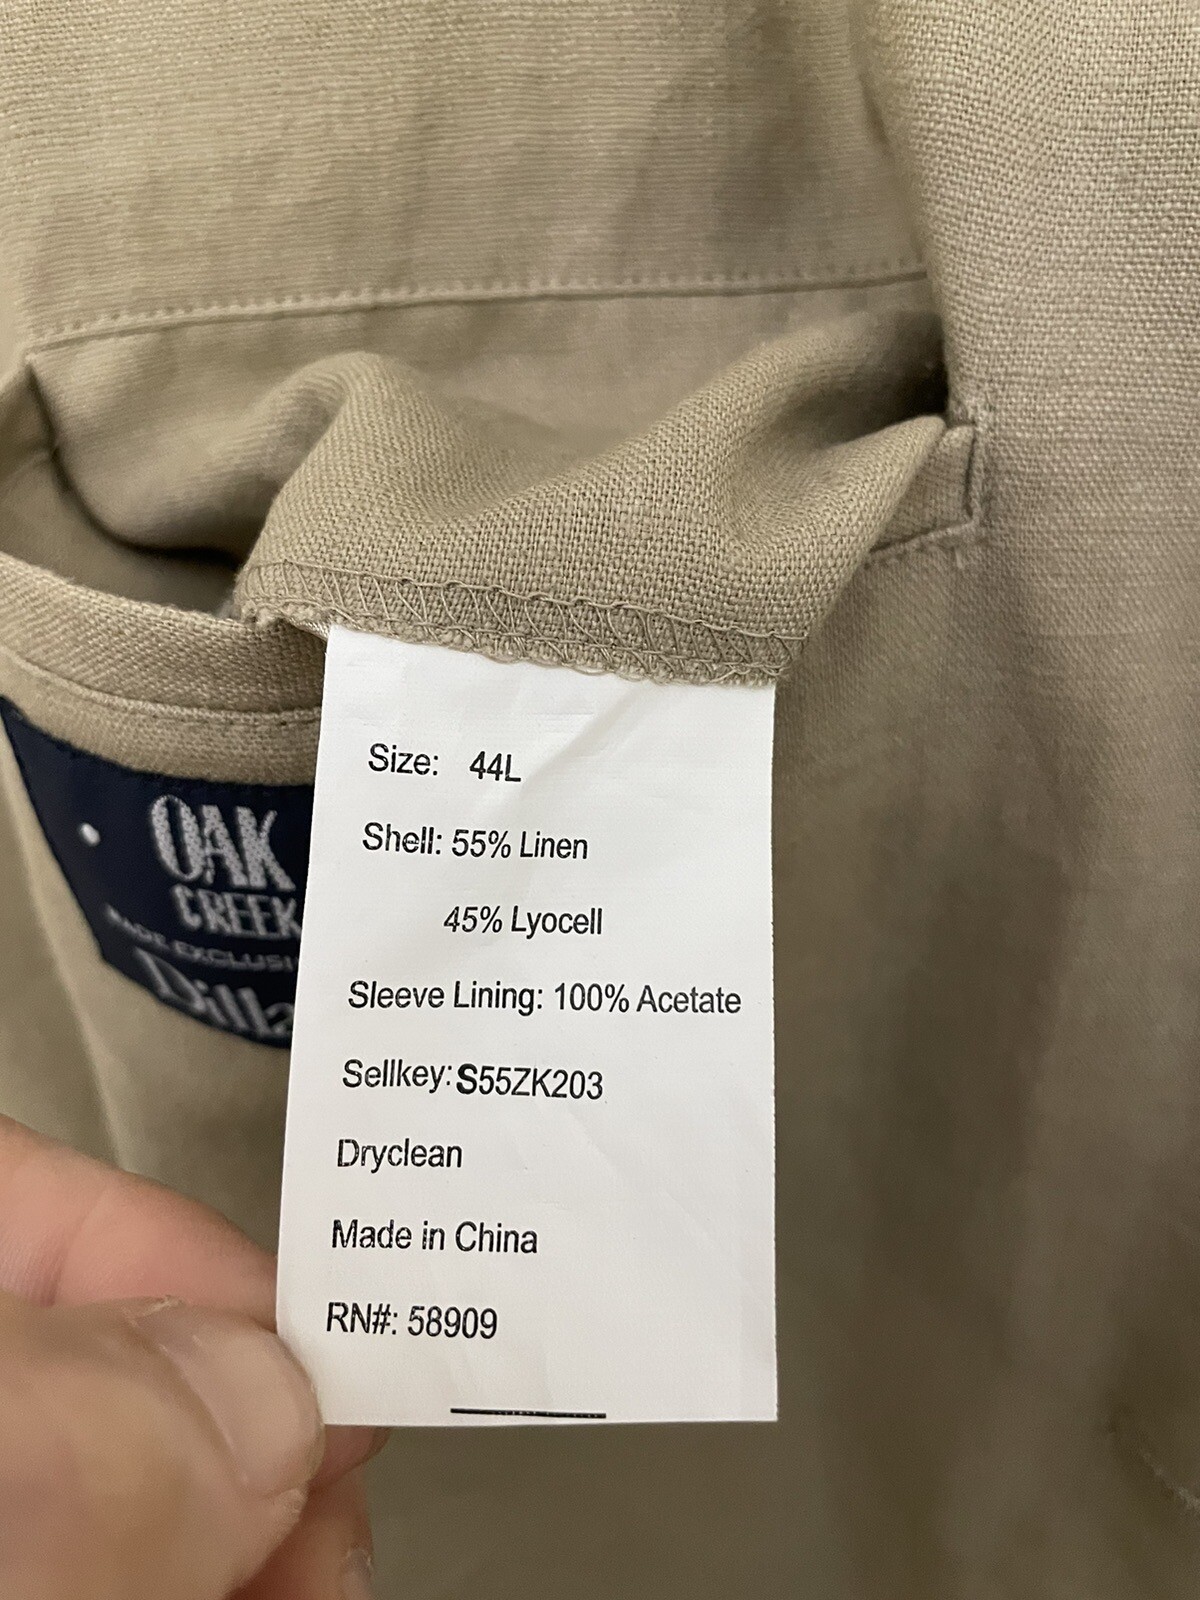 Size: 44L
Shell: 55% Linen
45% Lyocell
Sleeve Lining: 100% Acetate
Sellkey: S55ZK203
Dryclean
Made in China
RN#: 58909
OAK
CREEK